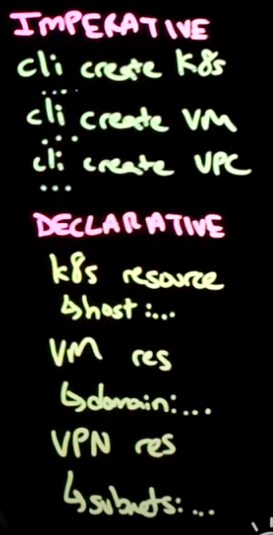 IMPERATIVE
cli create k8s
...
cli create VM
...
cli create VPC
...
DECLARATIVE
k8s resource
↳host:...
VM res
↳domain:...
VPN res
↳subnets:...